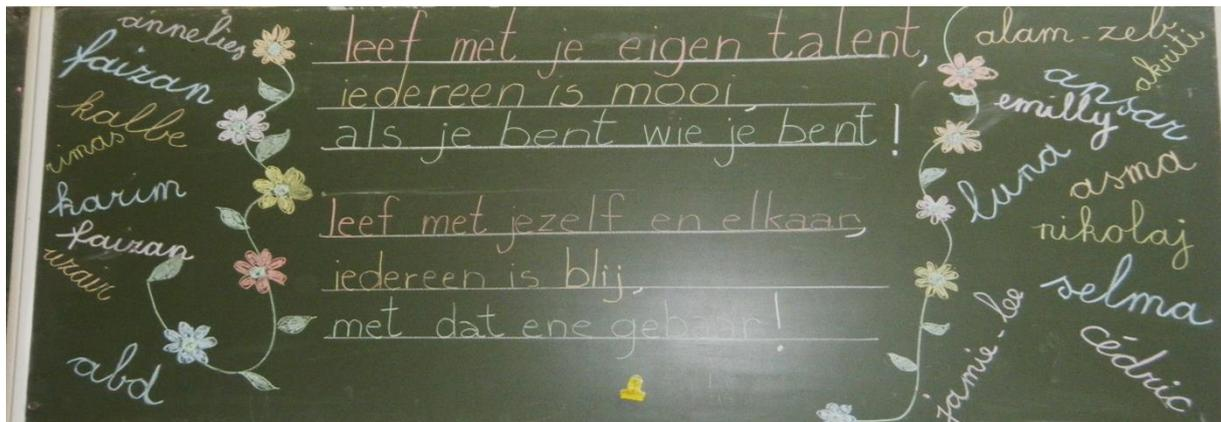 annelies
faizan
kalbe
rimas
karim
faizan
uzair
abd
leef met je eigen talent,
iedereen is mooi,
als je bent wie je bent!
leef met jezelf en elkaar,
iedereen is blij,
met dat ene gebaar!
alam-zeb
akriti
ansar
emilly
luna
asma
nikolaj
selma
jamie-lee
cédric